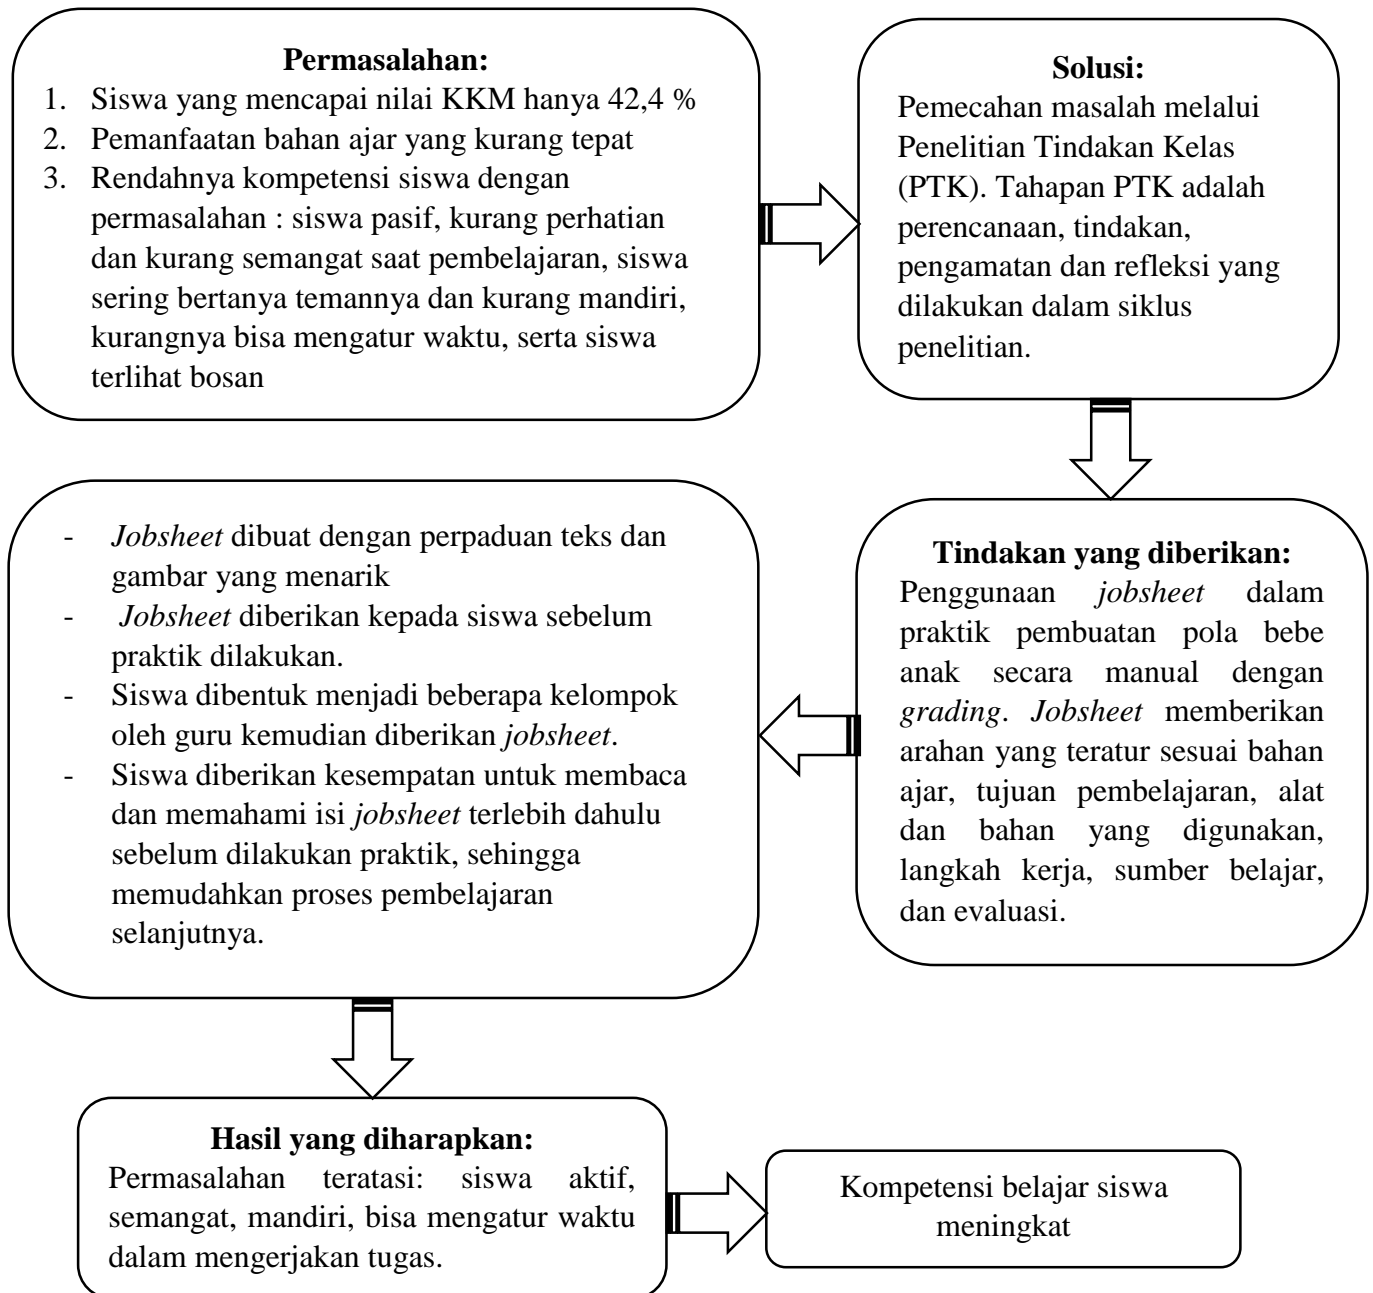 Permasalahan:
1. Siswa yang mencapai nilai KKM hanya 42,4 %
2. Pemanfaatan bahan ajar yang kurang tepat
3. Rendahnya kompetensi siswa dengan
permasalahan : siswa pasif, kurang perhatian
dan kurang semangat saat pembelajaran, siswa
sering bertanya temannya dan kurang mandiri,
kurangnya bisa mengatur waktu, serta siswa
terlihat bosan
Solusi:
Pemecahan masalah melalui
Penelitian Tindakan Kelas
(PTK). Tahapan PTK adalah
perencanaan, tindakan,
pengamatan dan refleksi yang
dilakukan dalam siklus
penelitian.
Tindakan yang diberikan:
Penggunaan jobsheet dalam
praktik pembuatan pola bebe
anak secara manual dengan
grading. Jobsheet memberikan
arahan yang teratur sesuai bahan
ajar, tujuan pembelajaran, alat
dan bahan yang digunakan,
langkah kerja, sumber belajar,
dan evaluasi.
- Jobsheet dibuat dengan perpaduan teks dan
gambar yang menarik
- Jobsheet diberikan kepada siswa sebelum
praktik dilakukan.
- Siswa dibentuk menjadi beberapa kelompok
oleh guru kemudian diberikan jobsheet.
- Siswa diberikan kesempatan untuk membaca
dan memahami isi jobsheet terlebih dahulu
sebelum dilakukan praktik, sehingga
memudahkan proses pembelajaran
selanjutnya.
Hasil yang diharapkan:
Permasalahan teratasi: siswa aktif,
semangat, mandiri, bisa mengatur waktu
dalam mengerjakan tugas.
Kompetensi belajar siswa
meningkat